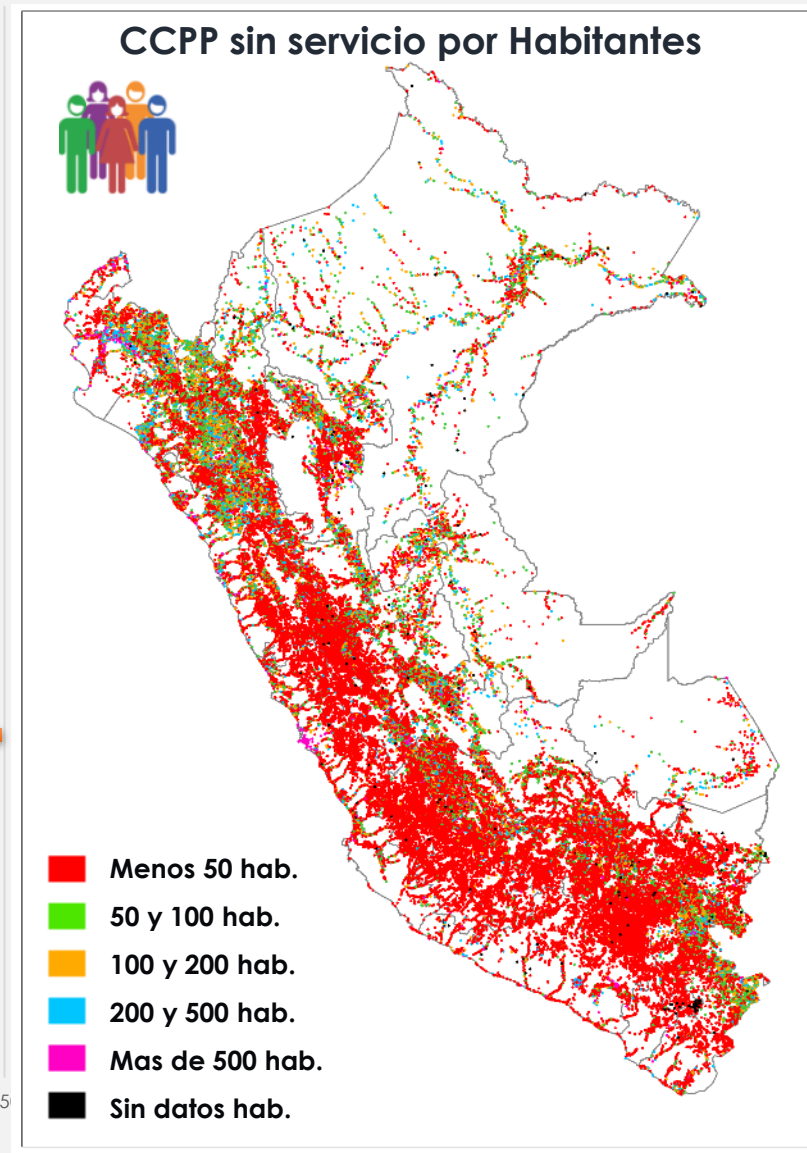 CCPP sin servicio por Habitantes
Menos 50 hab.
50 y 100 hab.
100 y 200 hab.
200 y 500 hab.
Mas de 500 hab.
Sin datos hab.